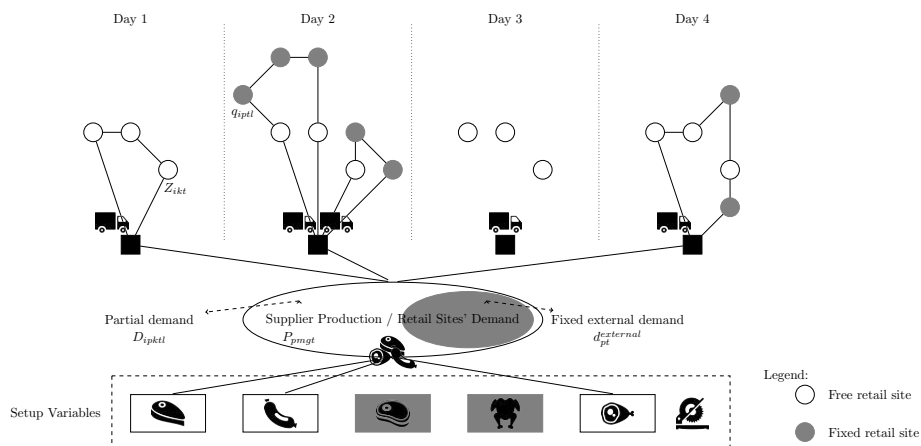 Day 1
Day 2
Day 3
Day 4
q_{iptl}
Z_{ikt}
Partial demand
D_{ipktl}
Supplier Production / Retail Sites' Demand
P_{pmgt}
Fixed external demand
d_{pt}^{external}
Setup Variables
Legend:
Free retail site
Fixed retail site